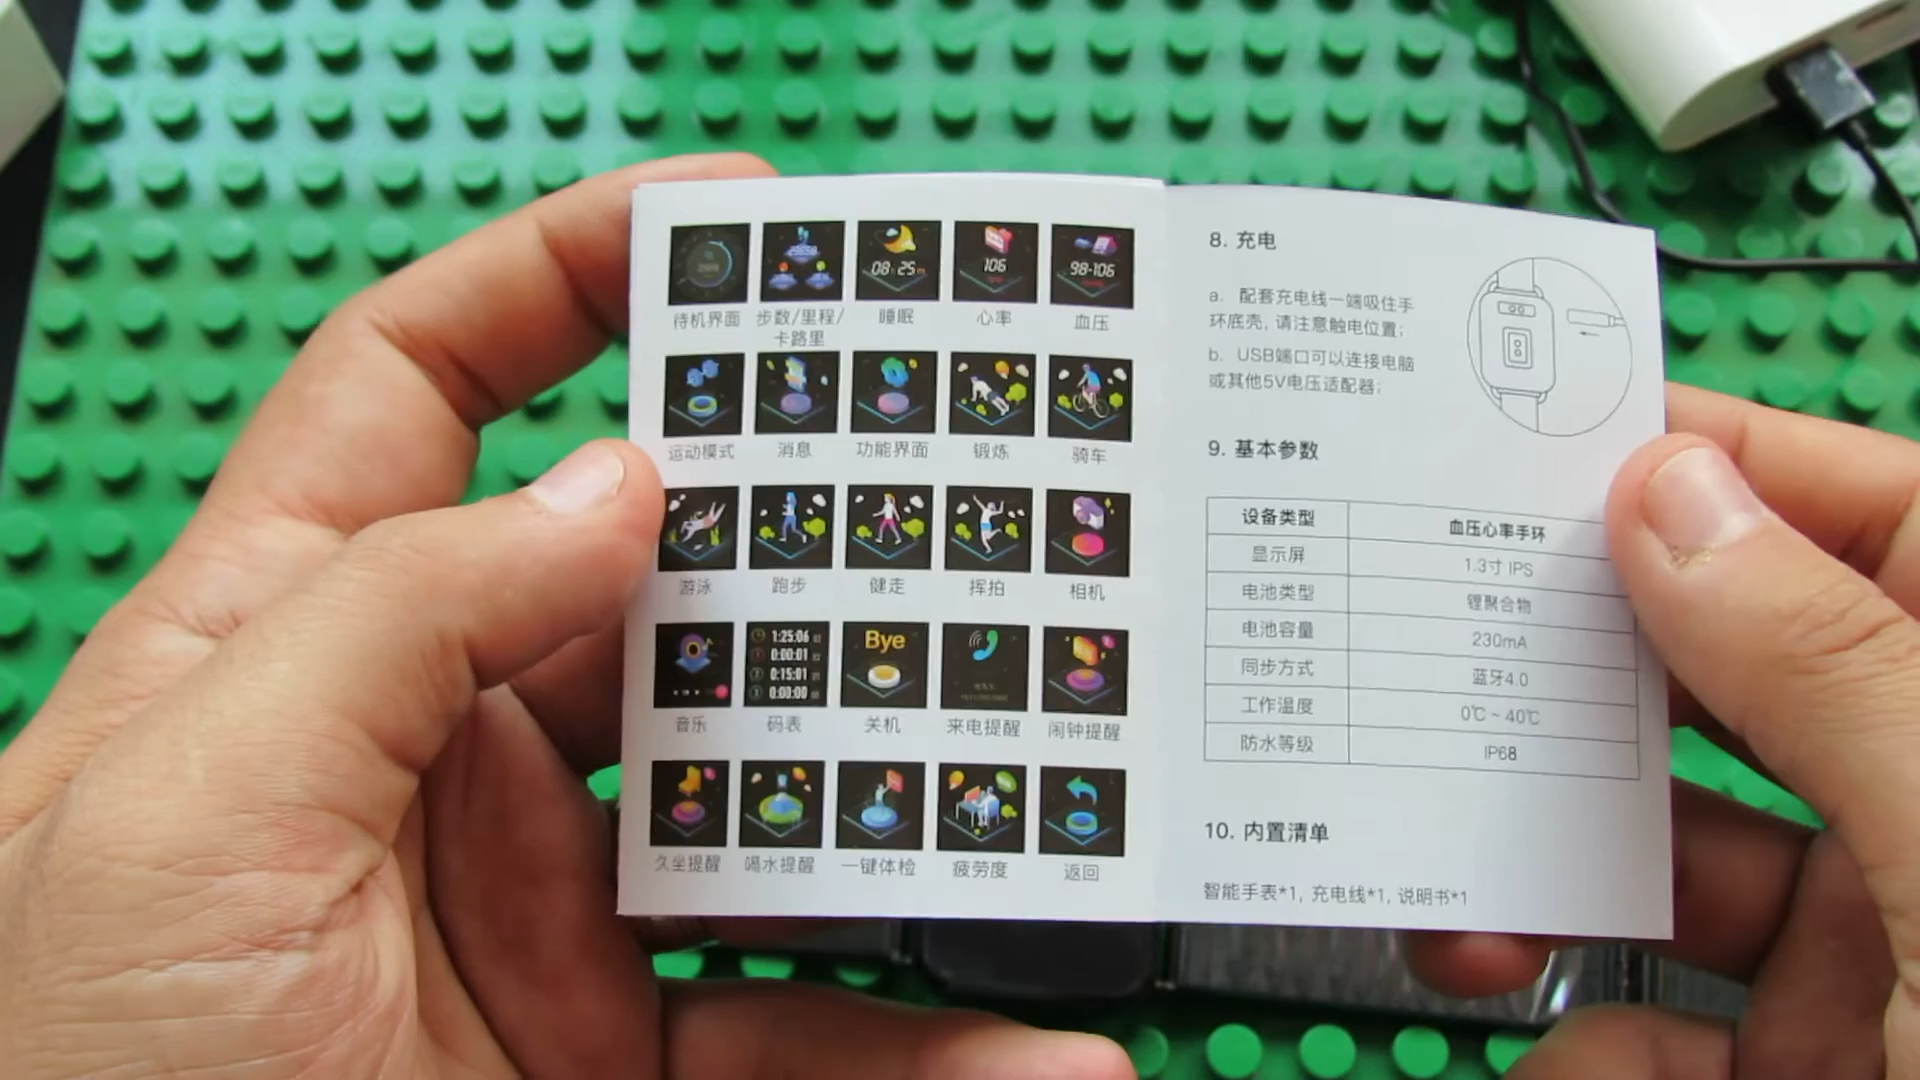 08:25
106
98-106
待机界面 步数/里程/ 睡眠 心率 血压
卡路里
运动模式 消息 功能界面 锻炼 骑车
游泳 跑步 健走 挥拍 相机
1:25:06
0:00:01
0:15:01
0:00:00
Bye
音乐 码表 关机 来电提醒 闹钟提醒
久坐提醒 喝水提醒 一键体检 疲劳度 返回
8. 充电
a. 配套充电线一端吸住手
环底壳, 请注意触电位置;
b. USB端口可以连接电脑
或其他5V电压适配器;
9. 基本参数
设备类型 血压心率手环
显示屏 1.3寸 IPS
电池类型 锂聚合物
电池容量 230mA
同步方式 蓝牙4.0
工作温度 0℃ ~ 40℃
防水等级 IP68
10. 内置清单
智能手表*1, 充电线*1, 说明书*1